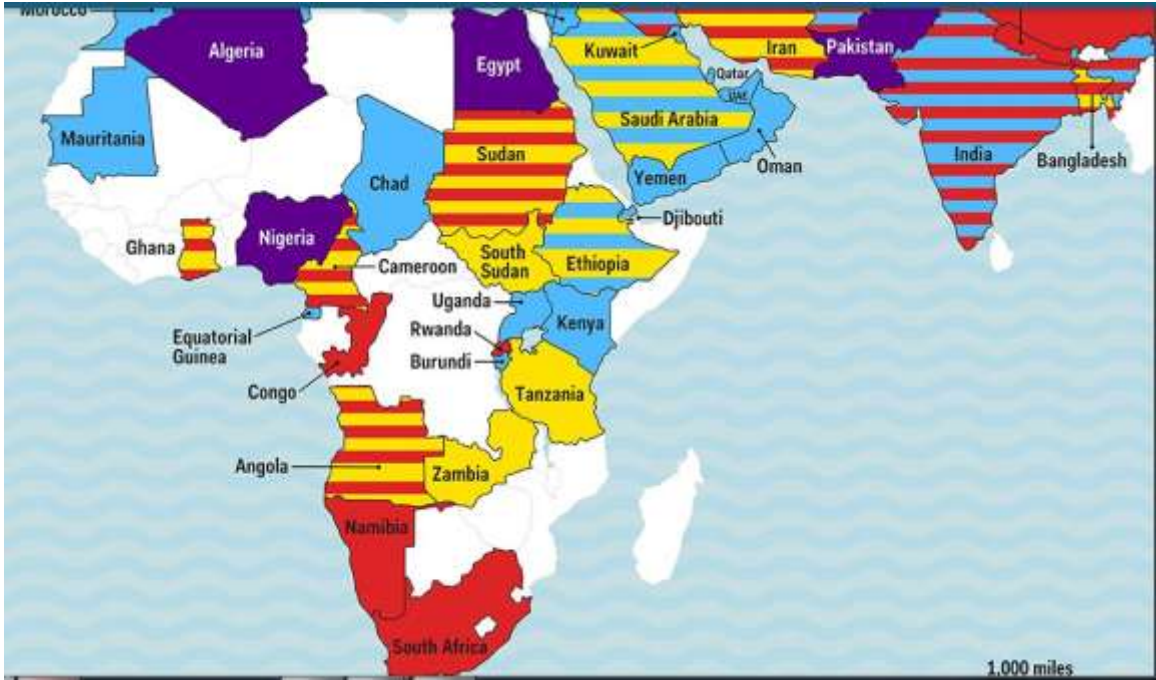 Morocco
Algeria
Egypt
Kuwait
Iran
Pakistan
Qatar
UAE
Mauritania
Chad
Sudan
Saudi Arabia
Oman
India
Bangladesh
Yemen
Djibouti
Ghana
Nigeria
Cameroon
South
Sudan
Ethiopia
Uganda
Kenya
Equatorial
Guinea
Rwanda
Burundi
Congo
Tanzania
Angola
Zambia
Namibia
South Africa
1,000 miles